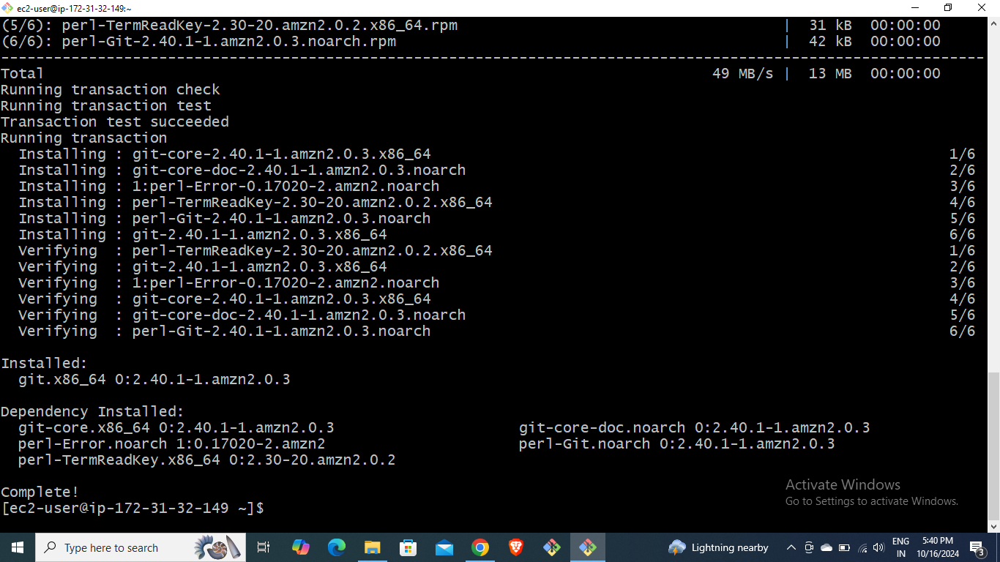 ec2-user@ip-172-31-32-149:~
(5/6): perl-TermReadKey-2.30-20.amzn2.0.2.x86_64.rpm | 31 kB 00:00:00
(6/6): perl-Git-2.40.1-1.amzn2.0.3.noarch.rpm | 42 kB 00:00:00
--------------------------------------------------------------------------------------------------------------
Total 49 MB/s | 13 MB 00:00:00
Running transaction check
Running transaction test
Transaction test succeeded
Running transaction
Installing : git-core-2.40.1-1.amzn2.0.3.x86_64 1/6
Installing : git-core-doc-2.40.1-1.amzn2.0.3.noarch 2/6
Installing : 1:perl-Error-0.17020-2.amzn2.noarch 3/6
Installing : perl-TermReadKey-2.30-20.amzn2.0.2.x86_64 4/6
Installing : perl-Git-2.40.1-1.amzn2.0.3.noarch 5/6
Installing : git-2.40.1-1.amzn2.0.3.x86_64 6/6
Verifying : perl-TermReadKey-2.30-20.amzn2.0.2.x86_64 1/6
Verifying : git-2.40.1-1.amzn2.0.3.x86_64 2/6
Verifying : 1:perl-Error-0.17020-2.amzn2.noarch 3/6
Verifying : git-core-2.40.1-1.amzn2.0.3.x86_64 4/6
Verifying : git-core-doc-2.40.1-1.amzn2.0.3.noarch 5/6
Verifying : perl-Git-2.40.1-1.amzn2.0.3.noarch 6/6
Installed:
git.x86_64 0:2.40.1-1.amzn2.0.3
Dependency Installed:
git-core.x86_64 0:2.40.1-1.amzn2.0.3 git-core-doc.noarch 0:2.40.1-1.amzn2.0.3
perl-Error.noarch 1:0.17020-2.amzn2 perl-Git.noarch 0:2.40.1-1.amzn2.0.3
perl-TermReadKey.x86_64 0:2.30-20.amzn2.0.2
Complete!
[ec2-user@ip-172-31-32-149 ~]$
Activate Windows
Go to Settings to activate Windows.
Type here to search
Lightning nearby
ENG
IN
5:40 PM
10/16/2024
3